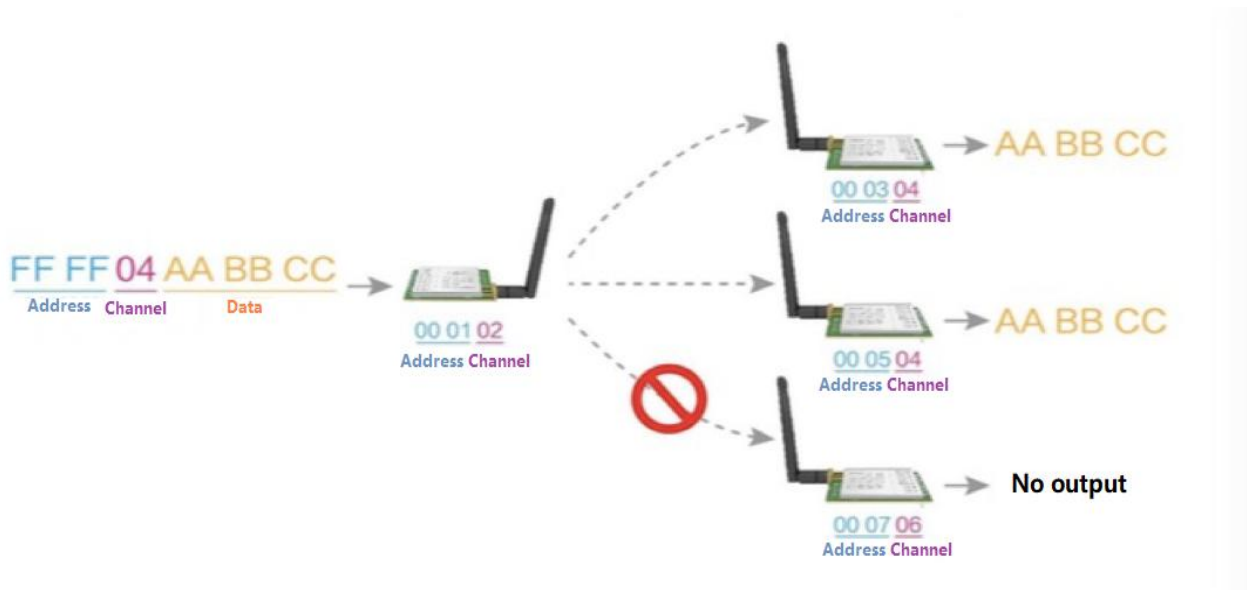 FF FF 04 AA BB CC
Address Channel Data
00 01 02
Address Channel
AA BB CC
00 03 04
Address Channel
AA BB CC
00 05 04
Address Channel
No output
00 07 06
Address Channel